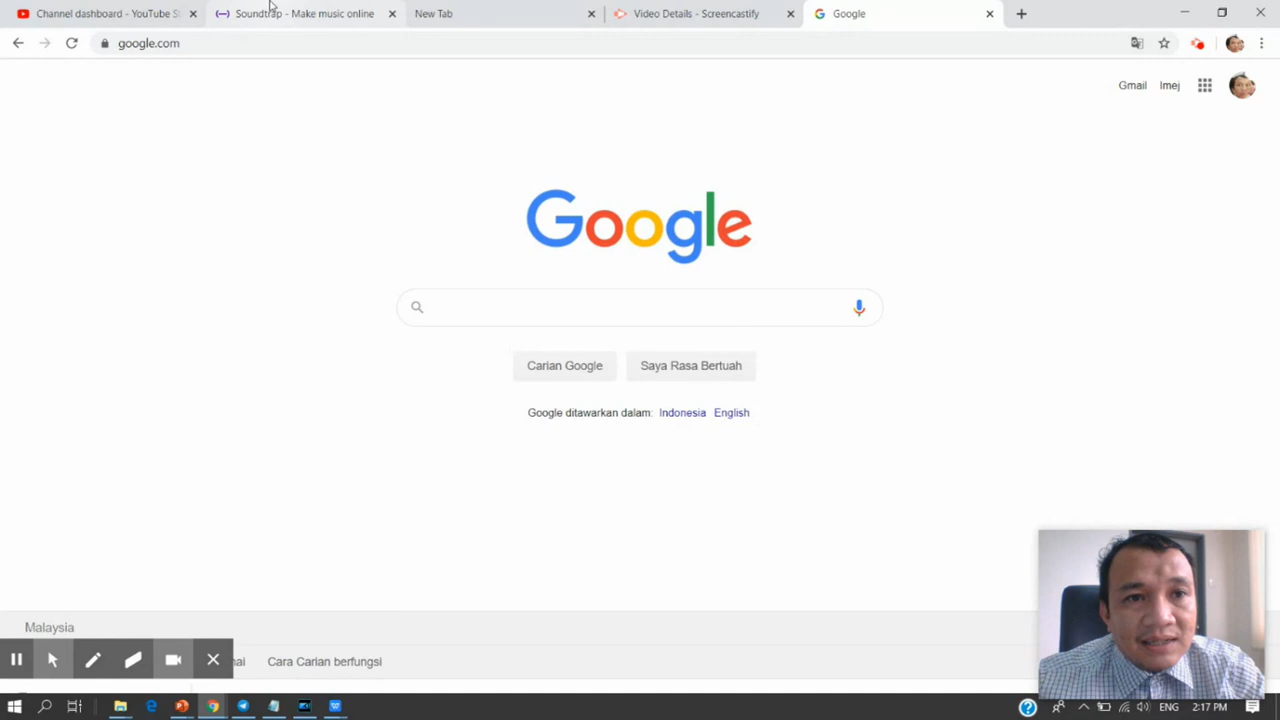 Channel dashboard - YouTube St
Soundtrap - Make music online
New Tab
Video Details - Screencastify
Google
google.com
Gmail
Imej
Google
Carian Google
Saya Rasa Bertuah
Google ditawarkan dalam: Indonesia English
Malaysia
Cara Carian berfungsi
ENG
2:17 PM